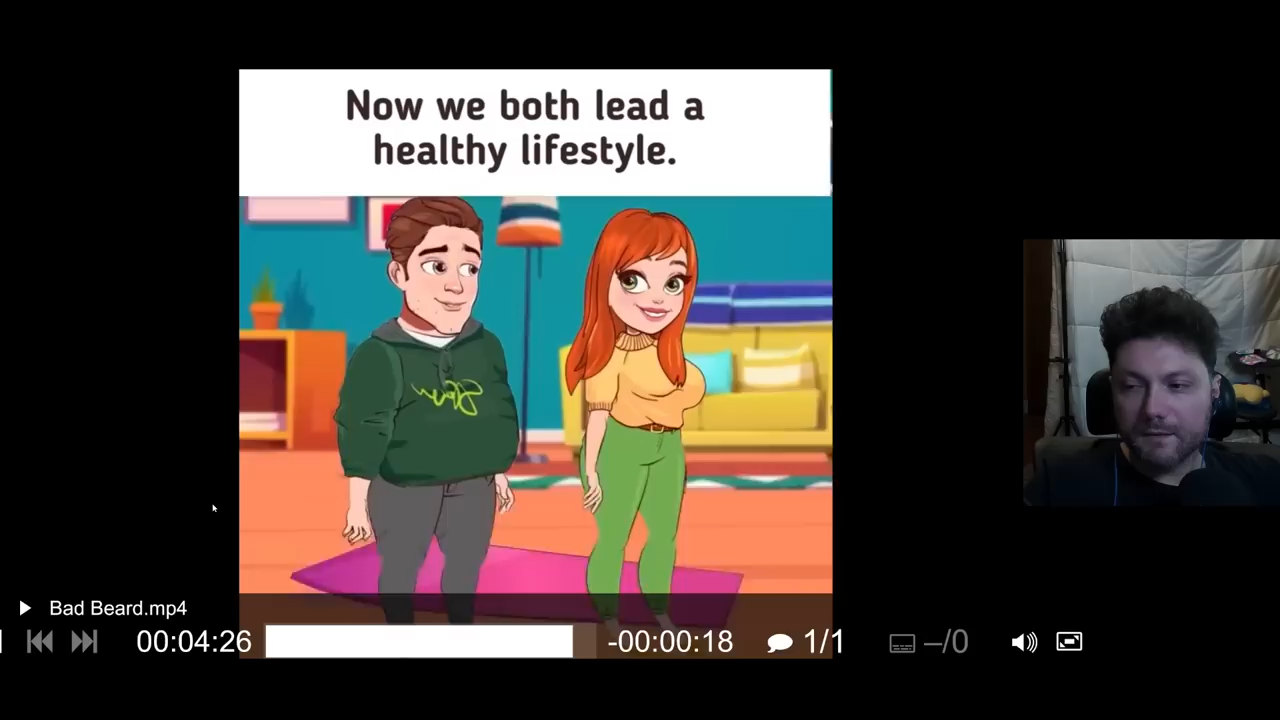 Now we both lead a
healthy lifestyle.
Bad Beard.mp4
00:04:26
-00:00:18
1/1
–/0